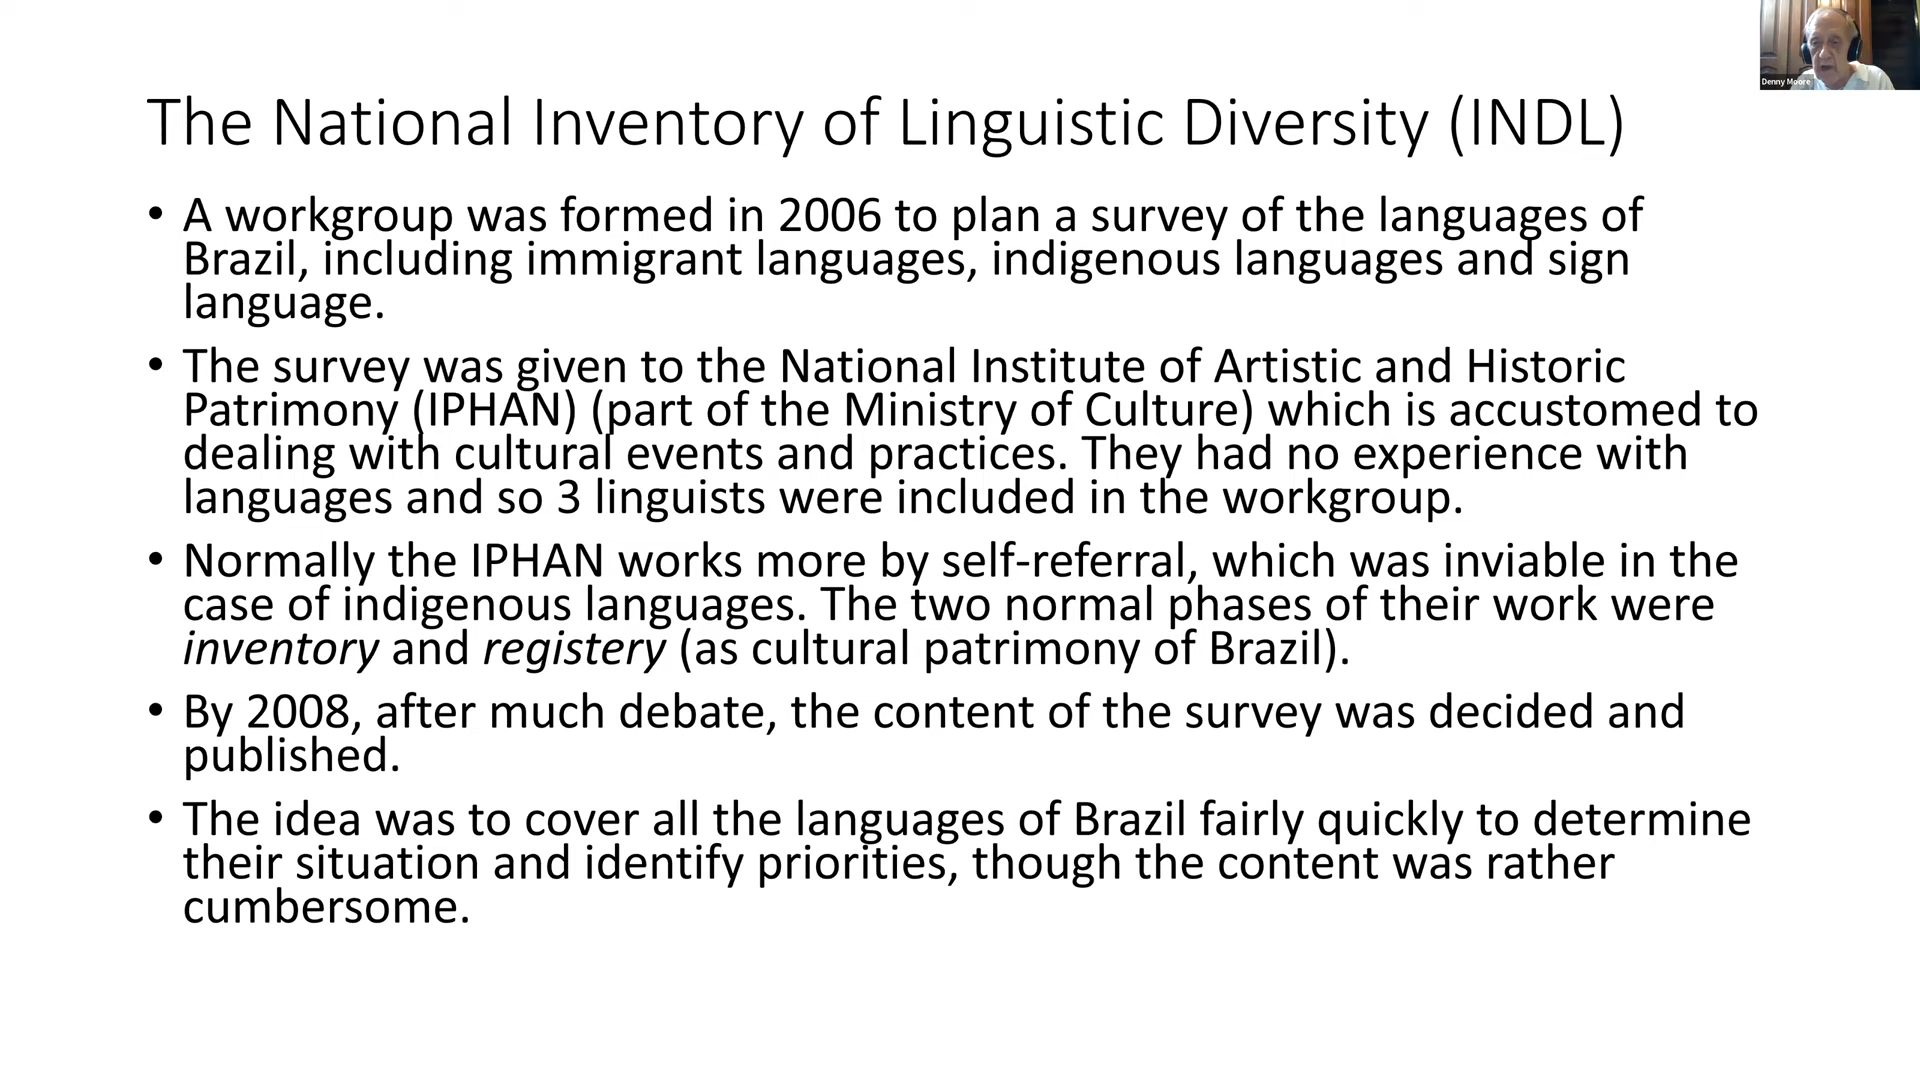 Denny Moore
The National Inventory of Linguistic Diversity (INDL)
• A workgroup was formed in 2006 to plan a survey of the languages of
Brazil, including immigrant languages, indigenous languages and sign
language.
• The survey was given to the National Institute of Artistic and Historic
Patrimony (IPHAN) (part of the Ministry of Culture) which is accustomed to
dealing with cultural events and practices. They had no experience with
languages and so 3 linguists were included in the workgroup.
• Normally the IPHAN works more by self-referral, which was inviable in the
case of indigenous languages. The two normal phases of their work were
inventory and registery (as cultural patrimony of Brazil).
• By 2008, after much debate, the content of the survey was decided and
published.
• The idea was to cover all the languages of Brazil fairly quickly to determine
their situation and identify priorities, though the content was rather
cumbersome.